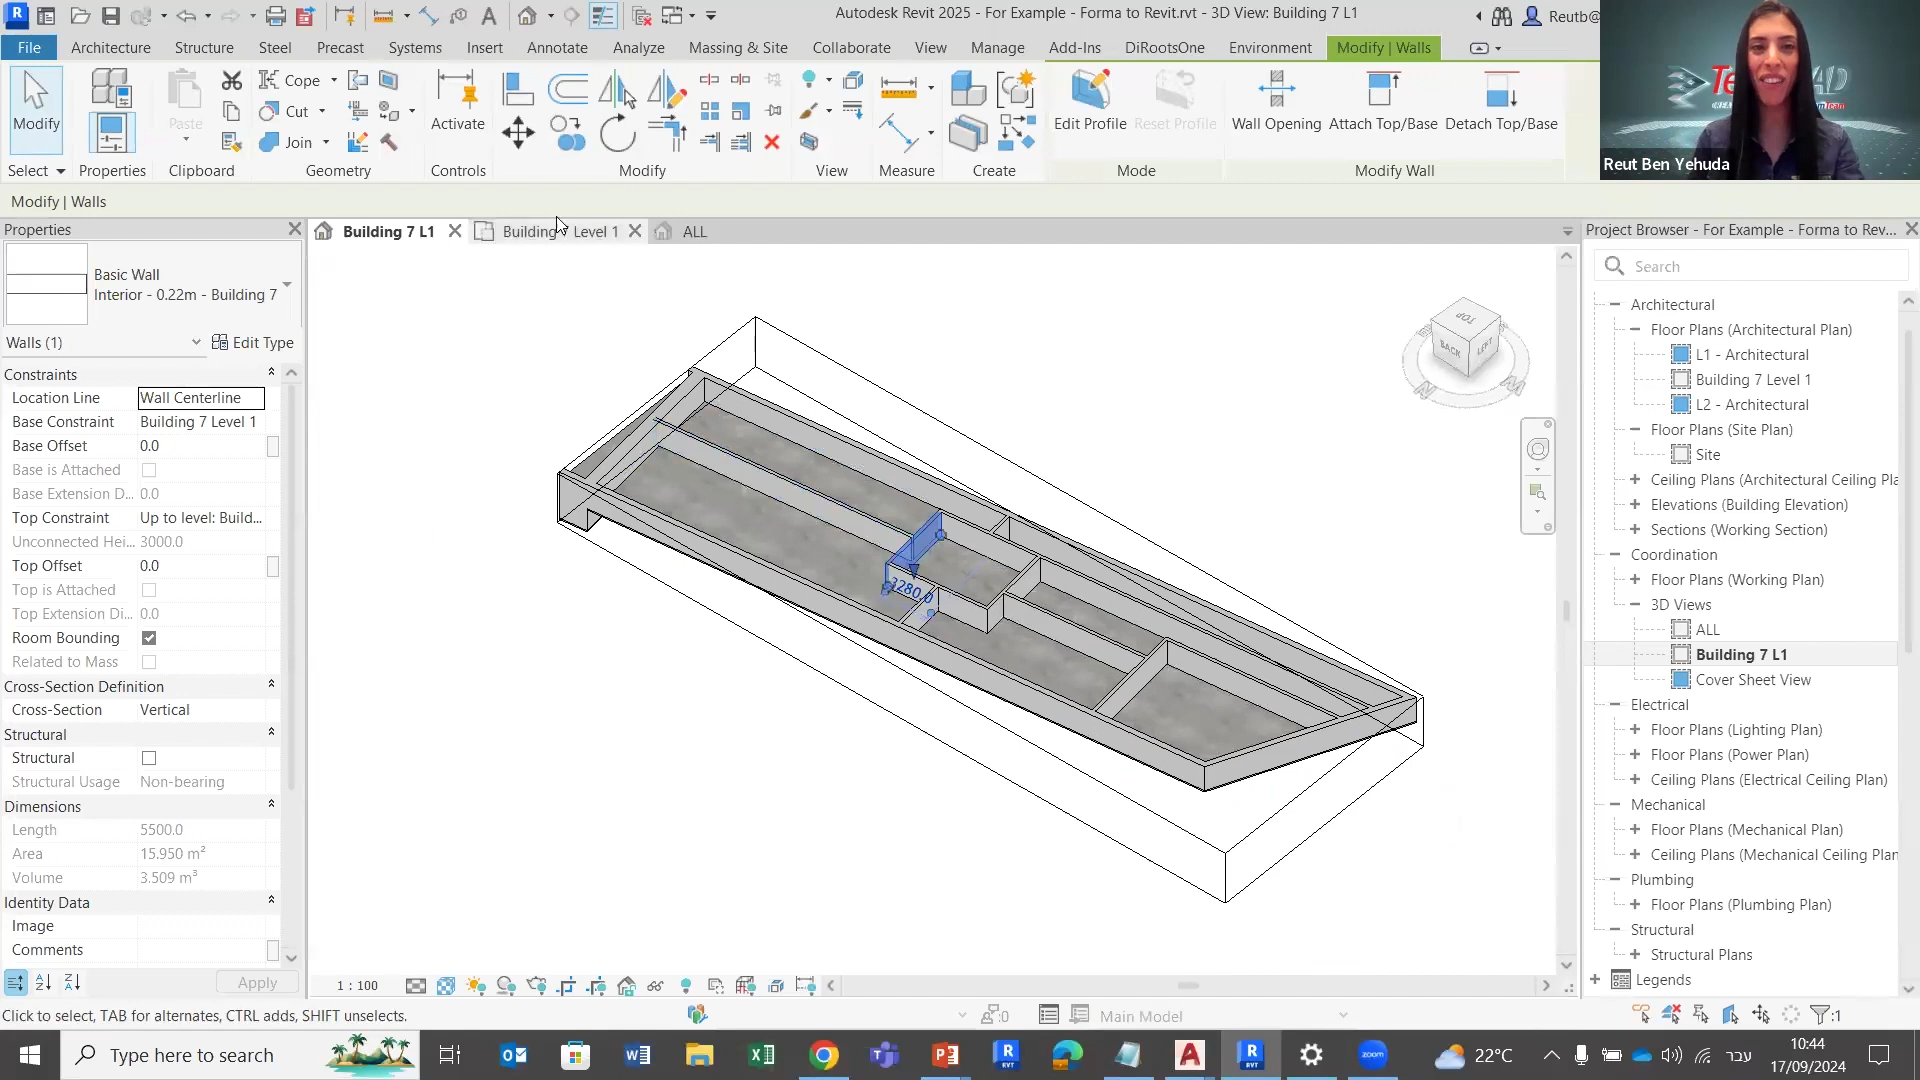 Autodesk Revit 2025 - For Example - Forma to Revit.rvt - 3D View: Building 7 L1
Reutb@
File
Architecture
Structure
Steel
Precast
Systems
Insert
Annotate
Analyze
Massing & Site
Collaborate
View
Manage
Add-Ins
DiRootsOne
Environment
Modify | Walls
Modify
Paste
Cope
Cut
Join
Activate
Edit Profile
Reset Profile
Wall Opening
Attach Top/Base
Detach Top/Base
Select
Properties
Clipboard
Geometry
Controls
Modify
View
Measure
Create
Mode
Modify Wall
Reut Ben Yehuda
Modify | Walls
Properties
Basic Wall
Interior - 0.22m - Building 7
Walls (1)
Edit Type
Constraints
Location Line Wall Centerline
Base Constraint Building 7 Level 1
Base Offset 0.0
Base is Attached
Base Extension D... 0.0
Top Constraint Up to level: Build...
Unconnected Hei... 3000.0
Top Offset 0.0
Top is Attached
Top Extension Di... 0.0
Room Bounding
Related to Mass
Cross-Section Definition
Cross-Section Vertical
Structural
Structural
Structural Usage Non-bearing
Dimensions
Length 5500.0
Area 15.950 m²
Volume 3.509 m³
Identity Data
Image
Comments
Apply
Building 7 L1
Building Level 1
ALL
TOP
BACK
LEFT
N
3280.0
1 : 100
Project Browser - For Example - Forma to Rev...
Search
Architectural
Floor Plans (Architectural Plan)
L1 - Architectural
Building 7 Level 1
L2 - Architectural
Floor Plans (Site Plan)
Site
Ceiling Plans (Architectural Ceiling Pla
Elevations (Building Elevation)
Sections (Working Section)
Coordination
Floor Plans (Working Plan)
3D Views
ALL
Building 7 L1
Cover Sheet View
Electrical
Floor Plans (Lighting Plan)
Floor Plans (Power Plan)
Ceiling Plans (Electrical Ceiling Plan)
Mechanical
Floor Plans (Mechanical Plan)
Ceiling Plans (Mechanical Ceiling Plan
Plumbing
Floor Plans (Plumbing Plan)
Structural
Structural Plans
Legends
Click to select, TAB for alternates, CTRL adds, SHIFT unselects.
:0
Main Model
:1
Type here to search
zoom
22°C
עבר
10:44
17/09/2024